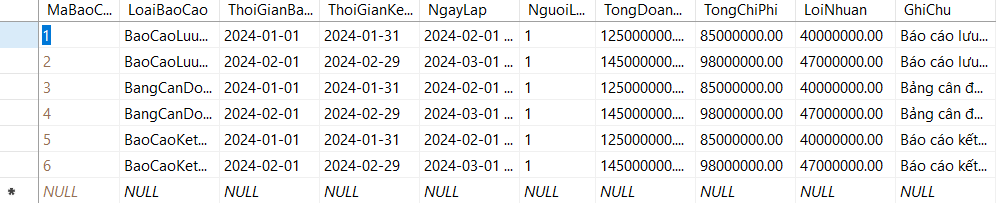 MaBaoC... LoaiBaoCao ThoiGianBa... ThoiGianKe... NgayLap NguoiL... TongDoan... TongChiPhi LoiNhuan GhiChu
1 BaoCaoLuu... 2024-01-01 2024-01-31 2024-02-01 ... 1 125000000.... 85000000.00 40000000.00 Báo cáo lưu...
2 BaoCaoLuu... 2024-02-01 2024-02-29 2024-03-01 ... 1 145000000.... 98000000.00 47000000.00 Báo cáo lưu...
3 BangCanDo... 2024-01-01 2024-01-31 2024-02-01 ... 1 125000000.... 85000000.00 40000000.00 Bảng cân đ...
4 BangCanDo... 2024-02-01 2024-02-29 2024-03-01 ... 1 145000000.... 98000000.00 47000000.00 Bảng cân đ...
5 BaoCaoKet... 2024-01-01 2024-01-31 2024-02-01 ... 1 125000000.... 85000000.00 40000000.00 Báo cáo kết...
6 BaoCaoKet... 2024-02-01 2024-02-29 2024-03-01 ... 1 145000000.... 98000000.00 47000000.00 Báo cáo kết...
* NULL NULL NULL NULL NULL NULL NULL NULL NULL NULL